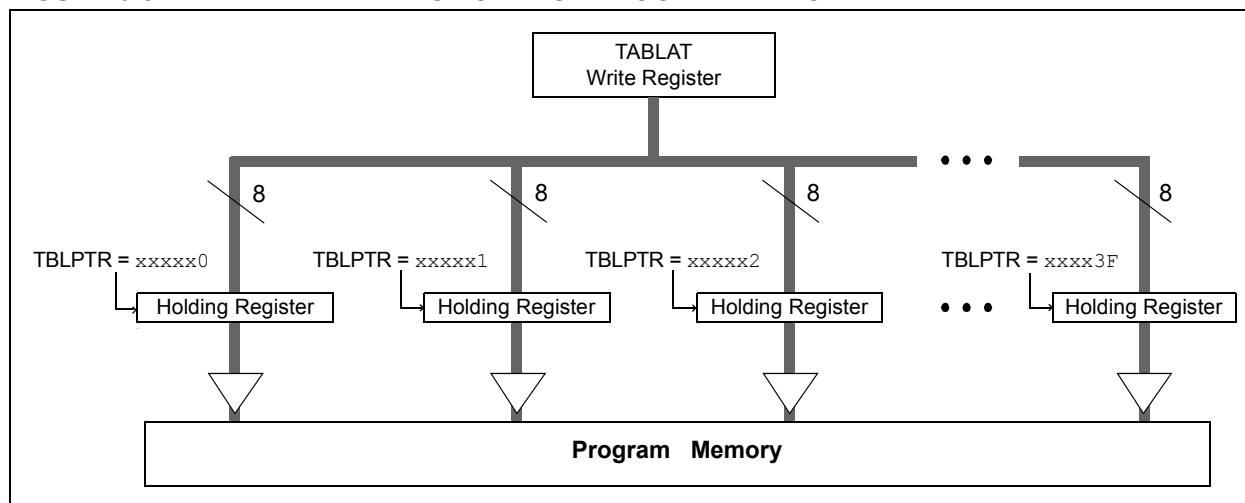 TABLAT
Write Register
8 8 8 8
TBLPTR = xxxxx0 TBLPTR = xxxxx1 TBLPTR = xxxxx2 TBLPTR = xxxx3F
Holding Register Holding Register Holding Register Holding Register
Program Memory